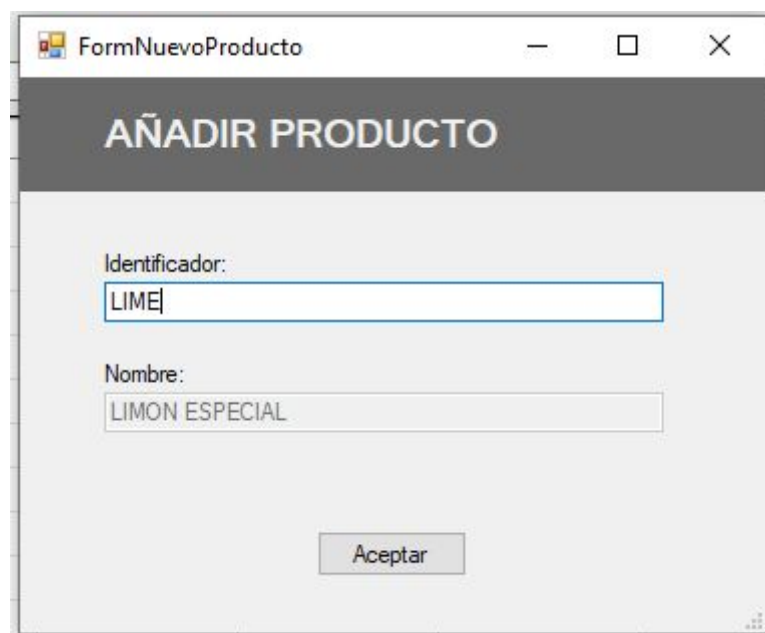 FormNuevoProducto
AÑADIR PRODUCTO
Identificador:
LIME
Nombre:
LIMON ESPECIAL
Aceptar